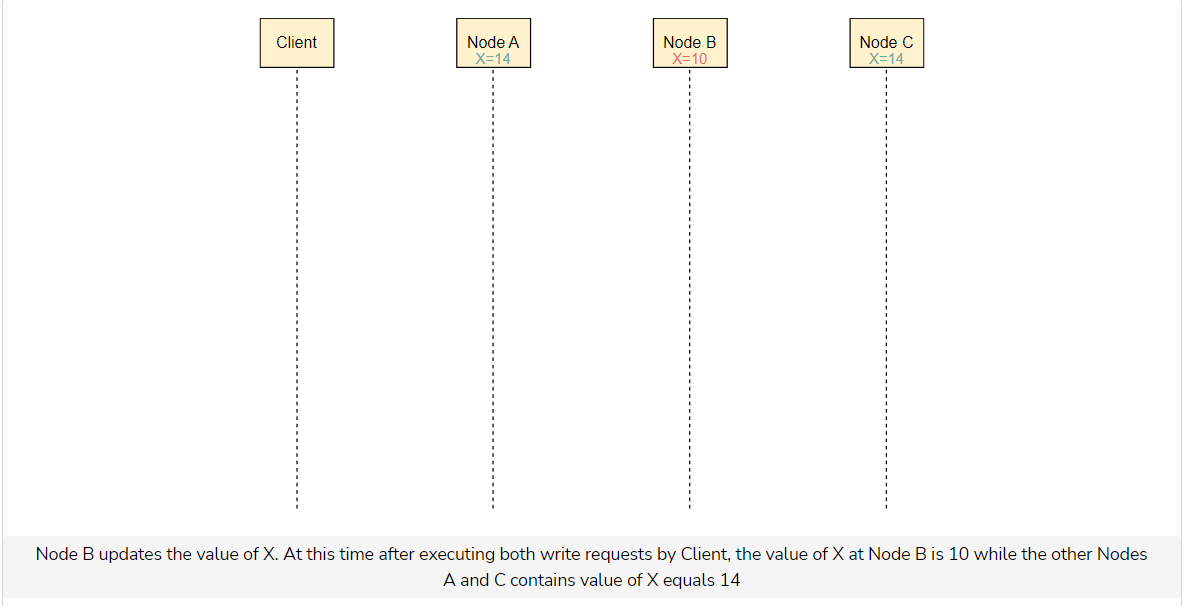 Client
Node A
X=14
Node B
X=10
Node C
X=14
Node B updates the value of X. At this time after executing both write requests by Client, the value of X at Node B is 10 while the other Nodes
A and C contains value of X equals 14